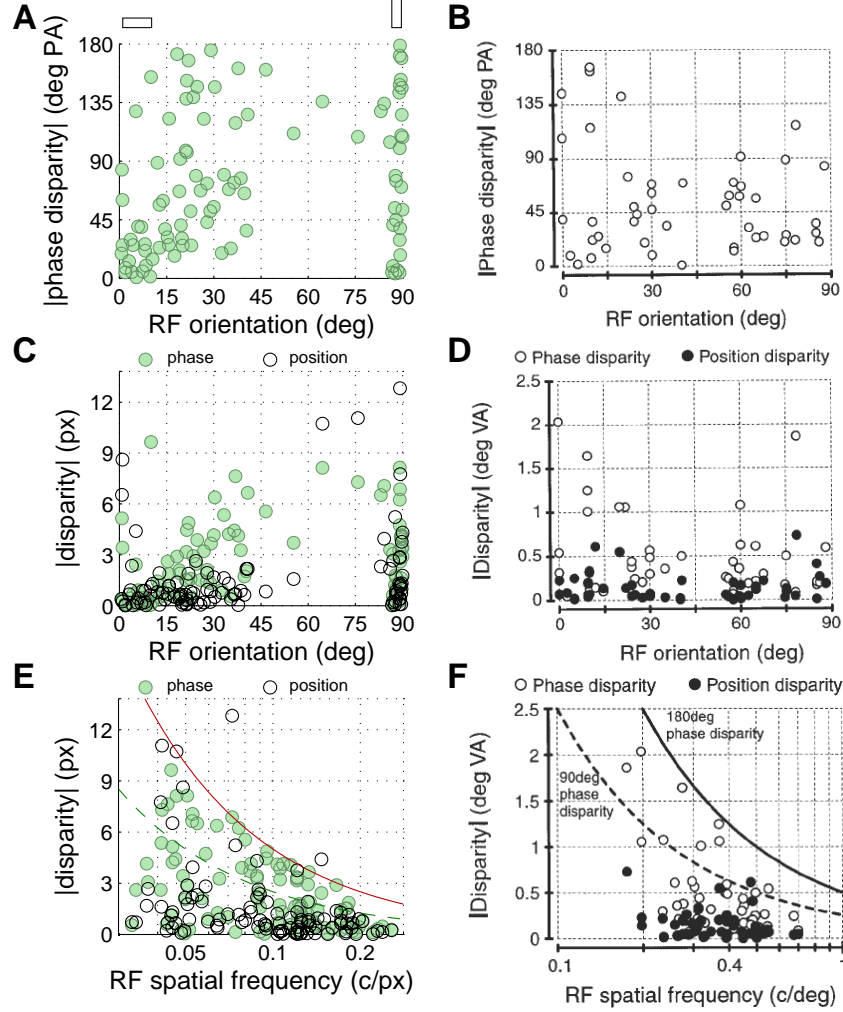 A
B
180
135
90
45
0
|phase disparity| (deg PA)
0 15 30 45 60 75 90
RF orientation (deg)
180
135
90
45
0
|Phase disparity| (deg PA)
0 30 60 90
RF orientation (deg)
C
phase position
12
9
6
3
0
|disparity| (px)
0 15 30 45 60 75 90
RF orientation (deg)
D
Phase disparity Position disparity
2.5
2
1.5
1
0.5
0
|Disparity| (deg VA)
0 30 60 90
RF orientation (deg)
E
phase position
12
9
6
3
0
|disparity| (px)
0.05 0.1 0.2
RF spatial frequency (c/px)
F
Phase disparity Position disparity
2.5
2
1.5
1
0.5
0
|Disparity| (deg VA)
180deg
phase disparity
90deg
phase
disparity
0.1 0.4 1
RF spatial frequency (c/deg)